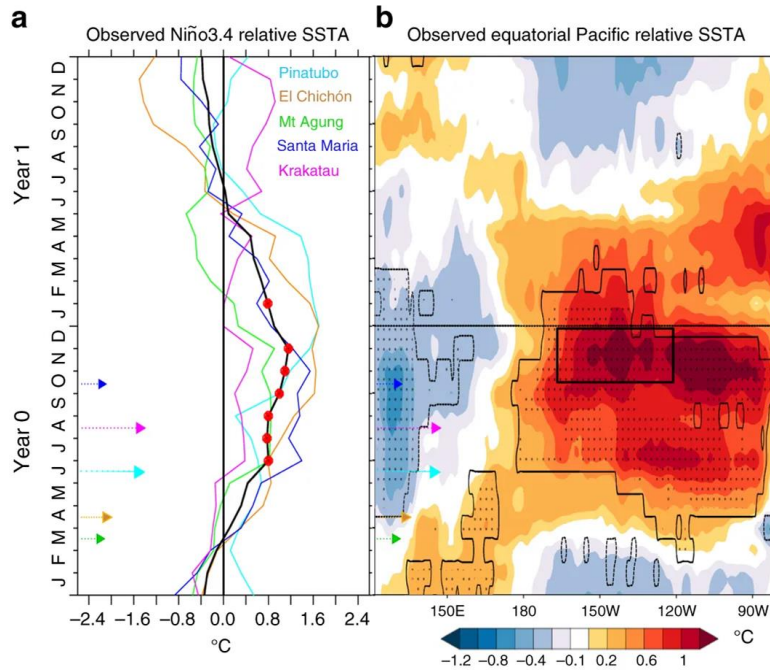 a
Observed Niño3.4 relative SSTA
Pinatubo
El Chichón
Mt Agung
Santa Maria
Krakatau
Year 1
D
N
O
S
A
J
J
M
A
M
F
J
Year 0
D
N
O
S
A
J
J
M
A
M
F
J
−2.4 −1.6 −0.8 0.0 0.8 1.6 2.4
°C
b
Observed equatorial Pacific relative SSTA
150E 180 150W 120W 90W
−1.2 −0.8 −0.4 −0.1 0.2 0.6 1
°C